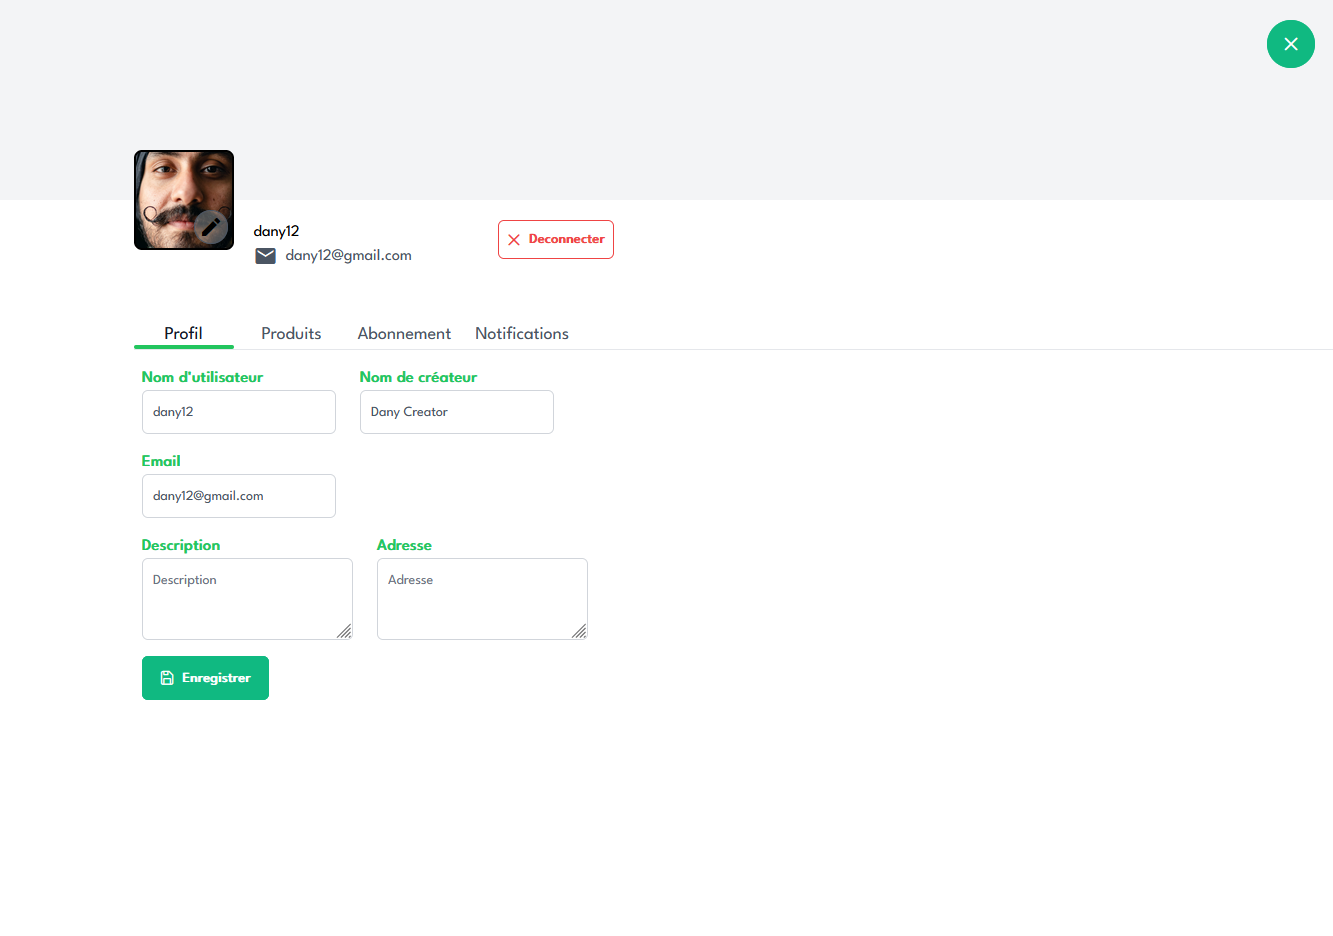 dany12
dany12@gmail.com
Deconnecter
Profil Produits Abonnement Notifications
Nom d'utilisateur Nom de créateur
dany12 Dany Creator
Email
dany12@gmail.com
Description Adresse
Description Adresse
Enregistrer